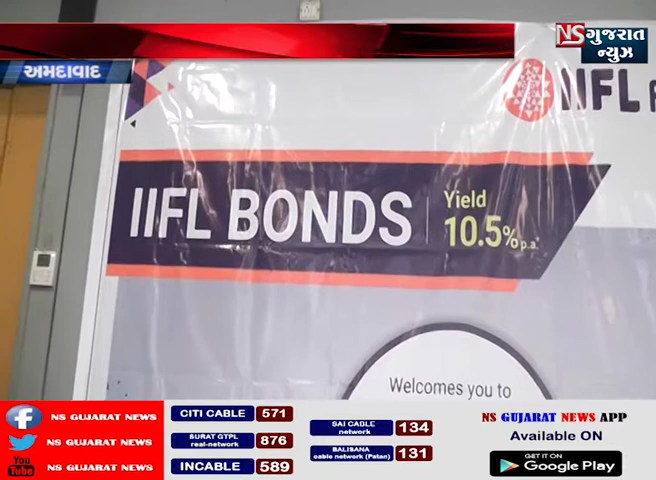 NS ગુજરાત
ન્યુઝ
અમદાવાદ
IIFL
IIFL BONDS
Yield
10.5% p.a.
Welcomes you to
NS GUJARAT NEWS
NS GUJARAT NEWS
You
Tube
NS GUJARAT NEWS
CITI CABLE 571
SURAT GTPL
real-network 876
INCABLE 589
SAI CABLE
network 134
BALISANA
cable network (Patan) 131
NS GUJARAT NEWS APP
Available ON
GET IT ON
Google Play